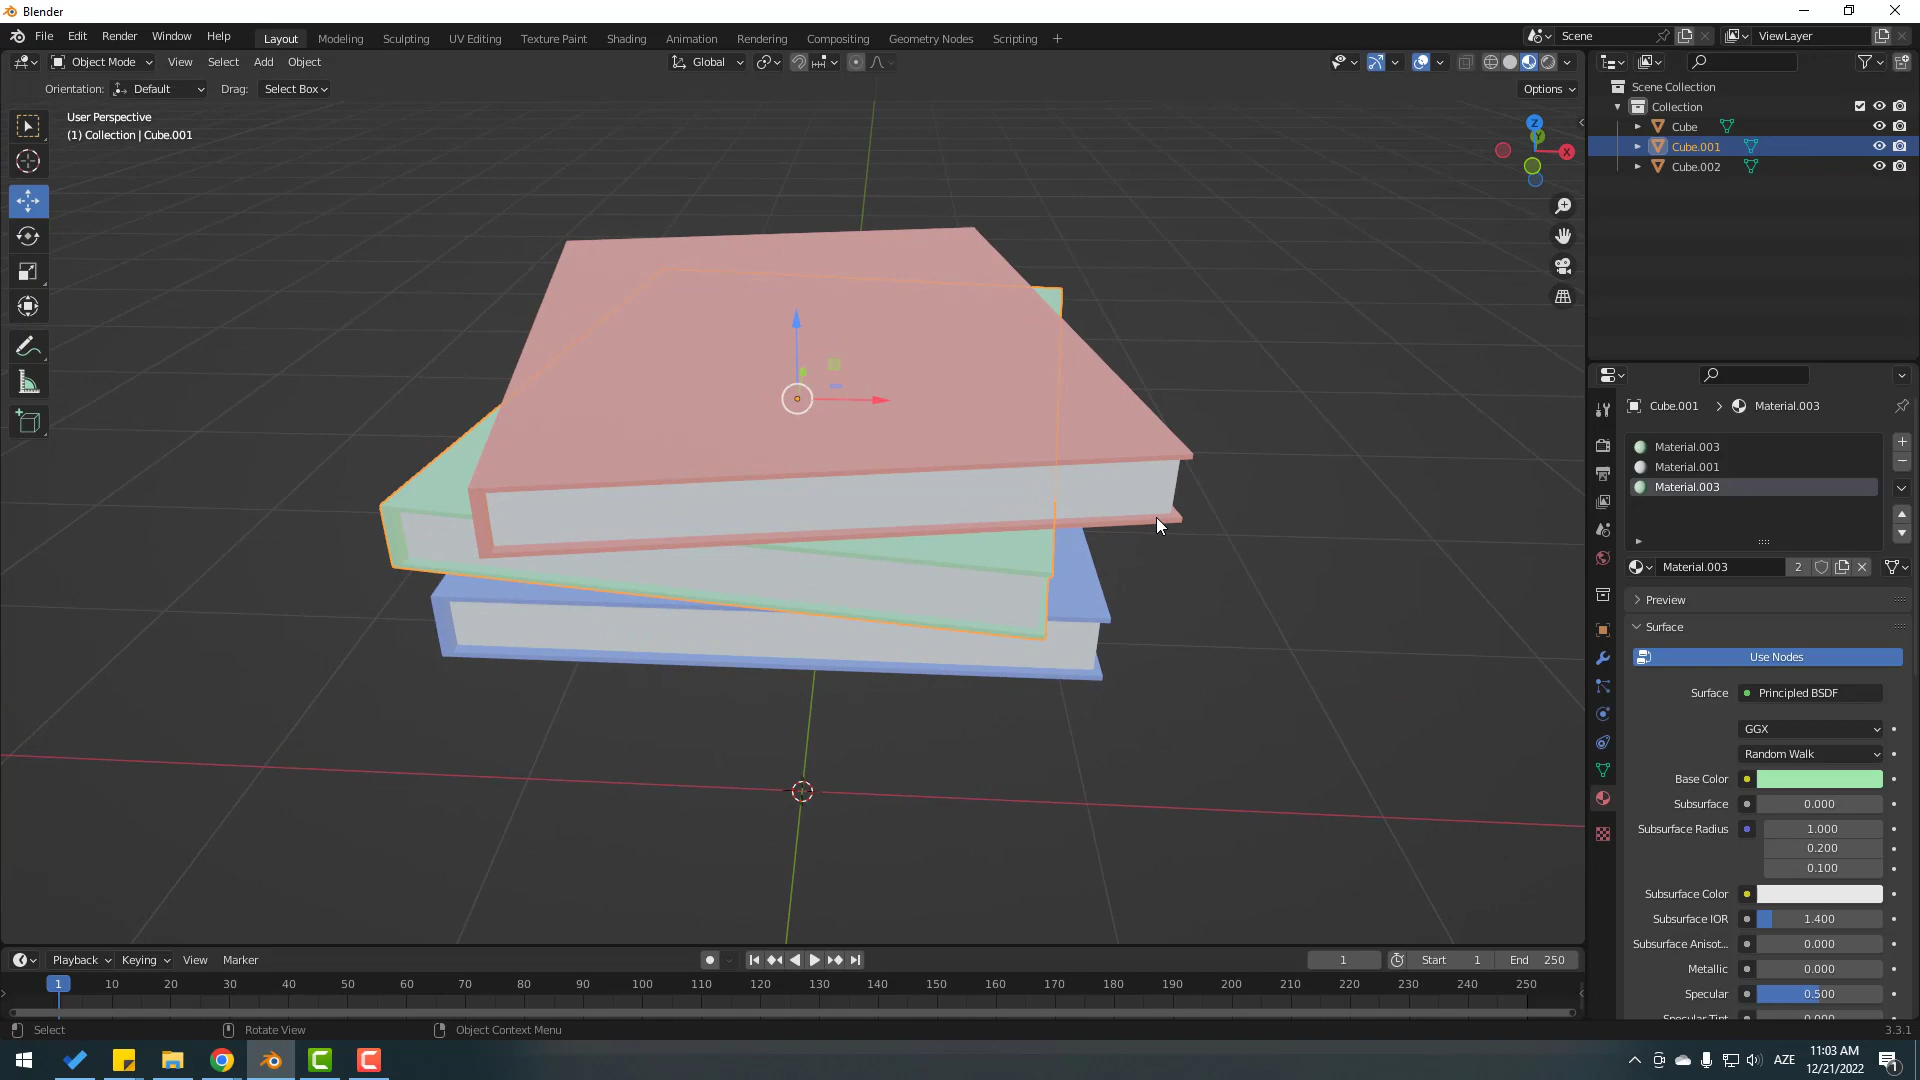 Blender
File Edit Render Window Help
Layout Modeling Sculpting UV Editing Texture Paint Shading Animation Rendering Compositing Geometry Nodes Scripting +
Scene
ViewLayer
Object Mode View Select Add Object
Global
Orientation: Default Drag: Select Box
Options
User Perspective
(1) Collection | Cube.001
Z
Y
X
Scene Collection
Collection
Cube
Cube.001
Cube.002
Cube.001 > Material.003
Material.003
Material.001
Material.003
Material.003 2
Preview
Surface
Use Nodes
Surface Principled BSDF
GGX
Random Walk
Base Color
Subsurface 0.000
Subsurface Radius 1.000
0.200
0.100
Subsurface Color
Subsurface IOR 1.400
Subsurface Anisot... 0.000
Metallic 0.000
Specular 0.500
Specular Tint 0.000
Playback Keying View Marker
1 Start 1 End 250
1 10 20 30 40 50 60 70 80 90 100 110 120 130 140 150 160 170 180 190 200 210 220 230 240 250
Select Rotate View Object Context Menu
3.3.1
AZE
11:03 AM
12/21/2022
1